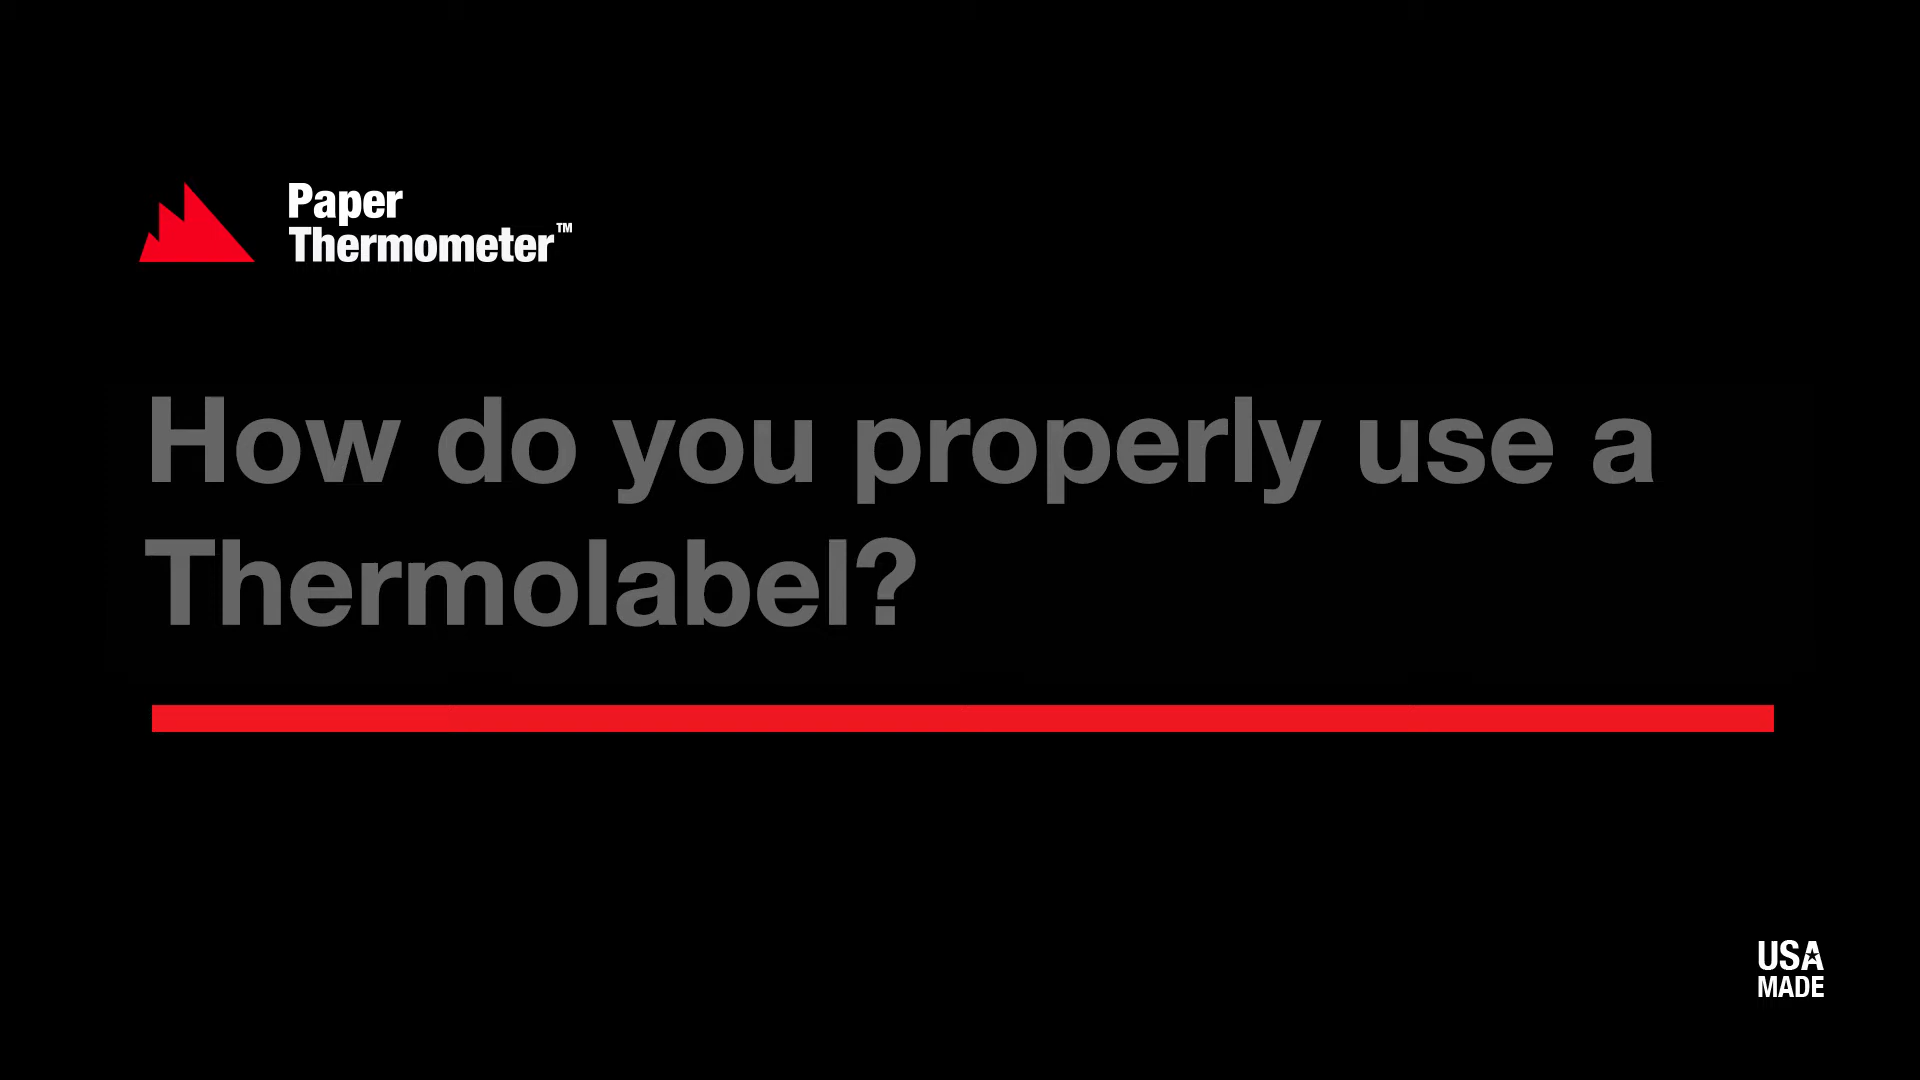 Paper
Thermometer™
How do you properly use a
Thermolabel?
USA
MADE